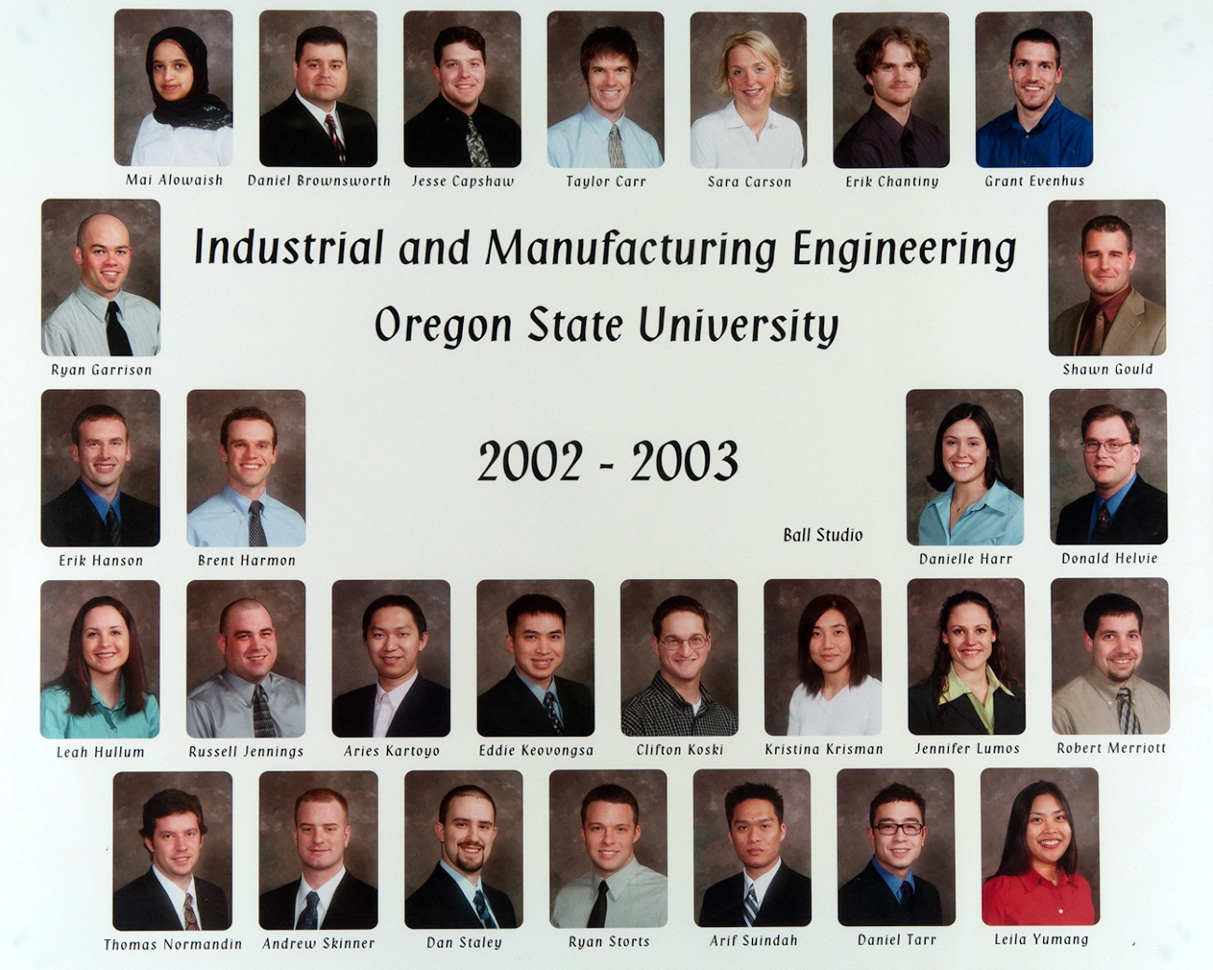 Mai Alowaish Daniel Brownsworth Jesse Capshaw Taylor Carr Sara Carson Erik Chantiny Grant Evenhus
Industrial and Manufacturing Engineering
Oregon State University
Ryan Garrison Shawn Gould
2002 - 2003
Ball Studio
Erik Hanson Brent Harmon Danielle Harr Donald Helvie
Leah Hullum Russell Jennings Aries Kartoyo Eddie Keovongsa Clifton Koski Kristina Krisman Jennifer Lumos Robert Merriott
Thomas Normandin Andrew Skinner Dan Staley Ryan Storts Arif Suindah Daniel Tarr Leila Yumang